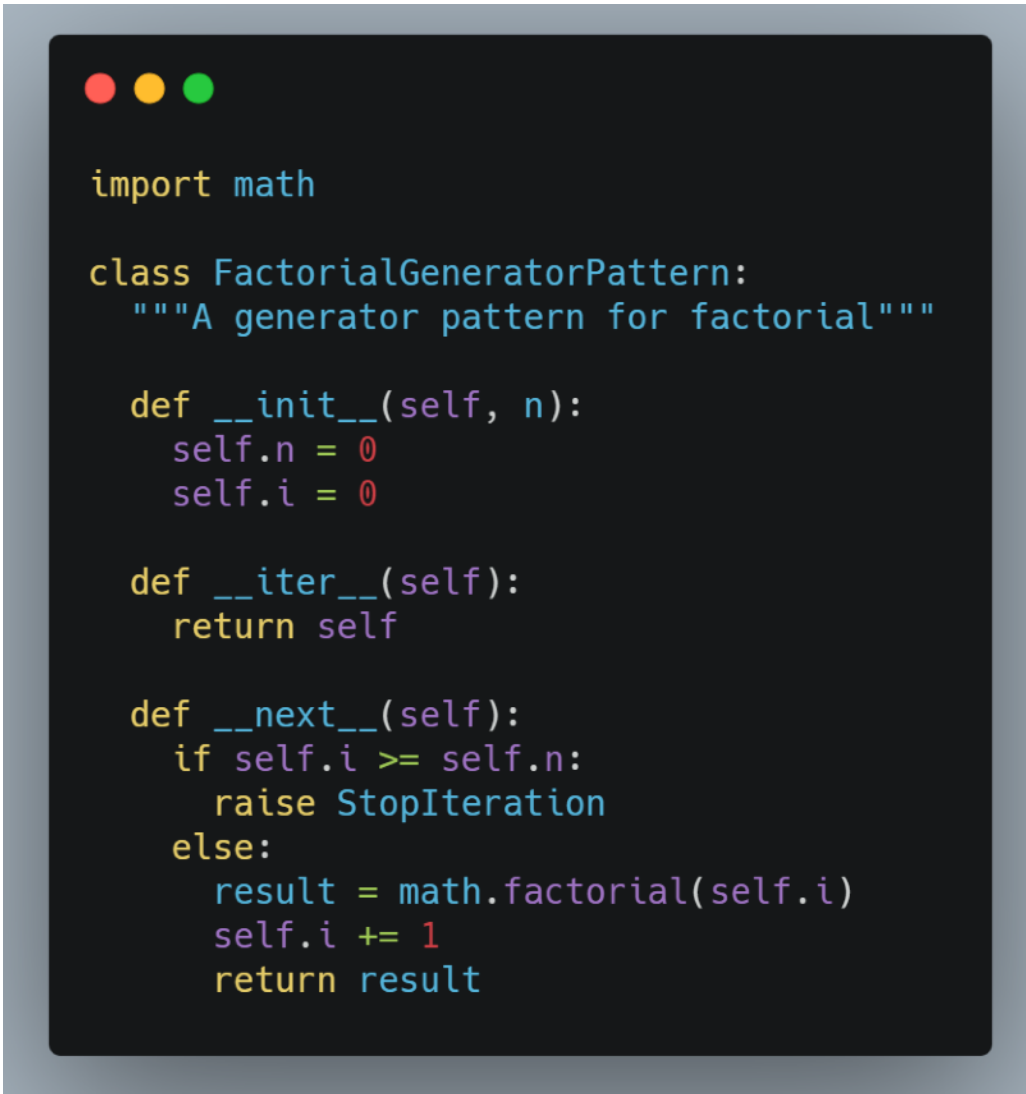 import math

class FactorialGeneratorPattern:
  """A generator pattern for factorial"""

  def __init__(self, n):
    self.n = 0
    self.i = 0

  def __iter__(self):
    return self

  def __next__(self):
    if self.i >= self.n:
      raise StopIteration
    else:
      result = math.factorial(self.i)
      self.i += 1
      return result